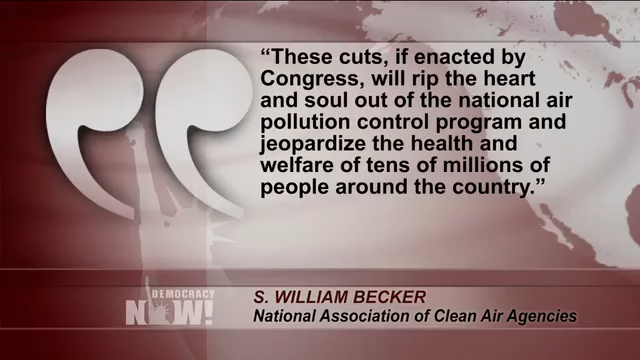 “These cuts, if enacted by
Congress, will rip the heart
and soul out of the national air
pollution control program and
jeopardize the health and
welfare of tens of millions of
people around the country.”
DEMOCRACY
NOW!
S. WILLIAM BECKER
National Association of Clean Air Agencies